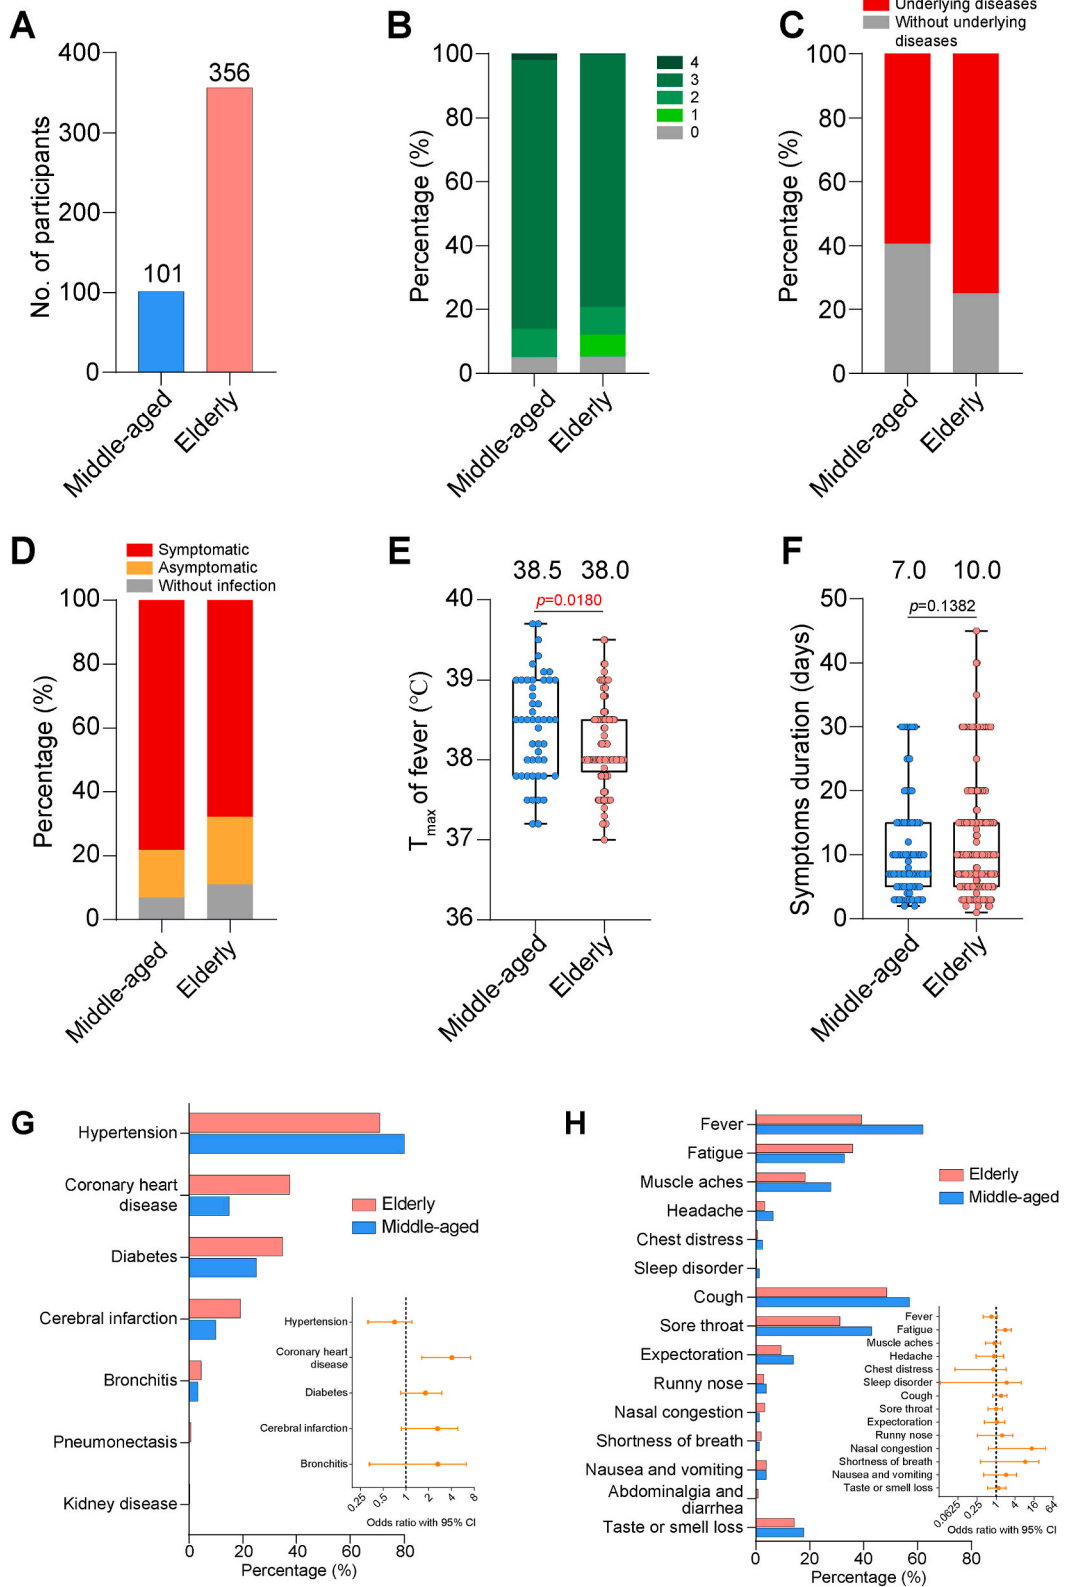 A
400
300
200
100
0
No. of participants
101
356
Middle-aged
Elderly
B
100
80
60
40
20
0
Percentage (%)
4
3
2
1
0
Middle-aged
Elderly
C
Underlying diseases
Without underlying
diseases
100
80
60
40
20
0
Percentage (%)
Middle-aged
Elderly
D
Symptomatic
Asymptomatic
Without infection
100
80
60
40
20
0
Percentage (%)
Middle-aged
Elderly
E
38.5 38.0
p=0.0180
40
39
38
37
36
Tmax of fever (°C)
Middle-aged
Elderly
F
7.0 10.0
p=0.1382
50
40
30
20
10
0
Symptoms duration (days)
Middle-aged
Elderly
G
Hypertension
Coronary heart
disease
Diabetes
Cerebral infarction
Bronchitis
Pneumonectasis
Kidney disease
0 20 40 60 80
Percentage (%)
Elderly
Middle-aged
Hypertension
Coronary heart
disease
Diabetes
Cerebral infarction
Bronchitis
0.25 0.5 1 2 4 8
Odds ratio with 95% CI
H
Fever
Fatigue
Muscle aches
Headache
Chest distress
Sleep disorder
Cough
Sore throat
Expectoration
Runny nose
Nasal congestion
Shortness of breath
Nausea and vomiting
Abdominalgia and
diarrhea
Taste or smell loss
0 20 40 60 80
Percentage (%)
Elderly
Middle-aged
Fever
Fatigue
Muscle aches
Hedache
Chest distress
Sleep disorder
Cough
Sore throat
Expectoration
Runny nose
Nasal congestion
Shortness of breath
Nausea and vomiting
Taste or smell loss
0.0625 0.25 1 4 16 64
Odds ratio with 95% CI